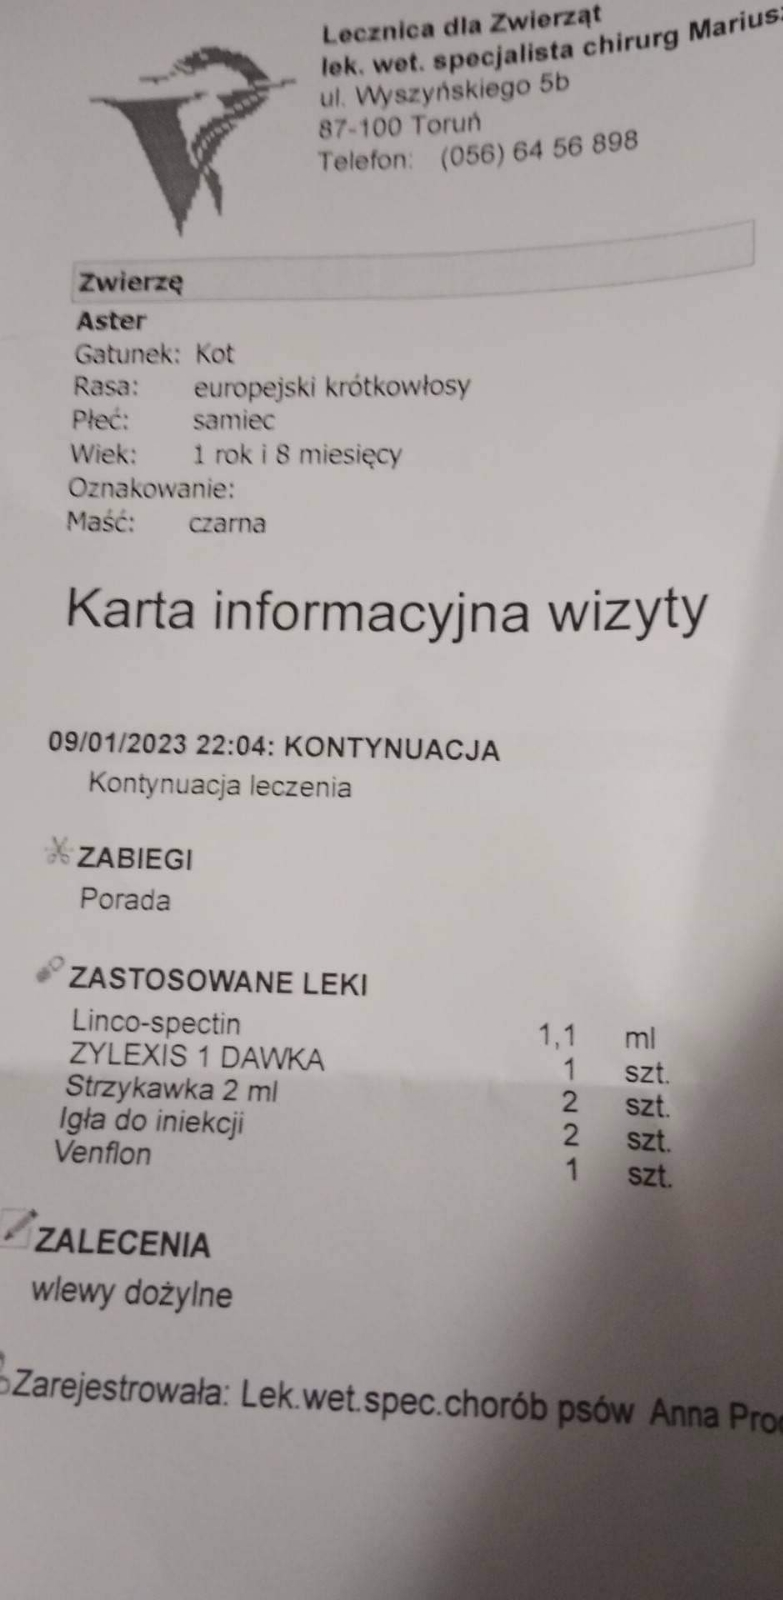 Lecznica dla Zwierząt
lek. wet. specjalista chirurg Mariusz
ul. Wyszyńskiego 5b
87-100 Toruń
Telefon: (056) 64 56 898
Zwierzę
Aster
Gatunek: Kot
Rasa: europejski krótkowłosy
Płeć: samiec
Wiek: 1 rok i 8 miesięcy
Oznakowanie:
Maść: czarna
Karta informacyjna wizyty
09/01/2023 22:04: KONTYNUACJA
Kontynuacja leczenia
ZABIEGI
Porada
ZASTOSOWANE LEKI
Linco-spectin 1,1 ml
ZYLEXIS 1 DAWKA 1 szt.
Strzykawka 2 ml 2 szt.
Igła do iniekcji 2 szt.
Venflon 1 szt.
ZALECENIA
wlewy dożylne
Zarejestrowała: Lek.wet.spec.chorób psów Anna